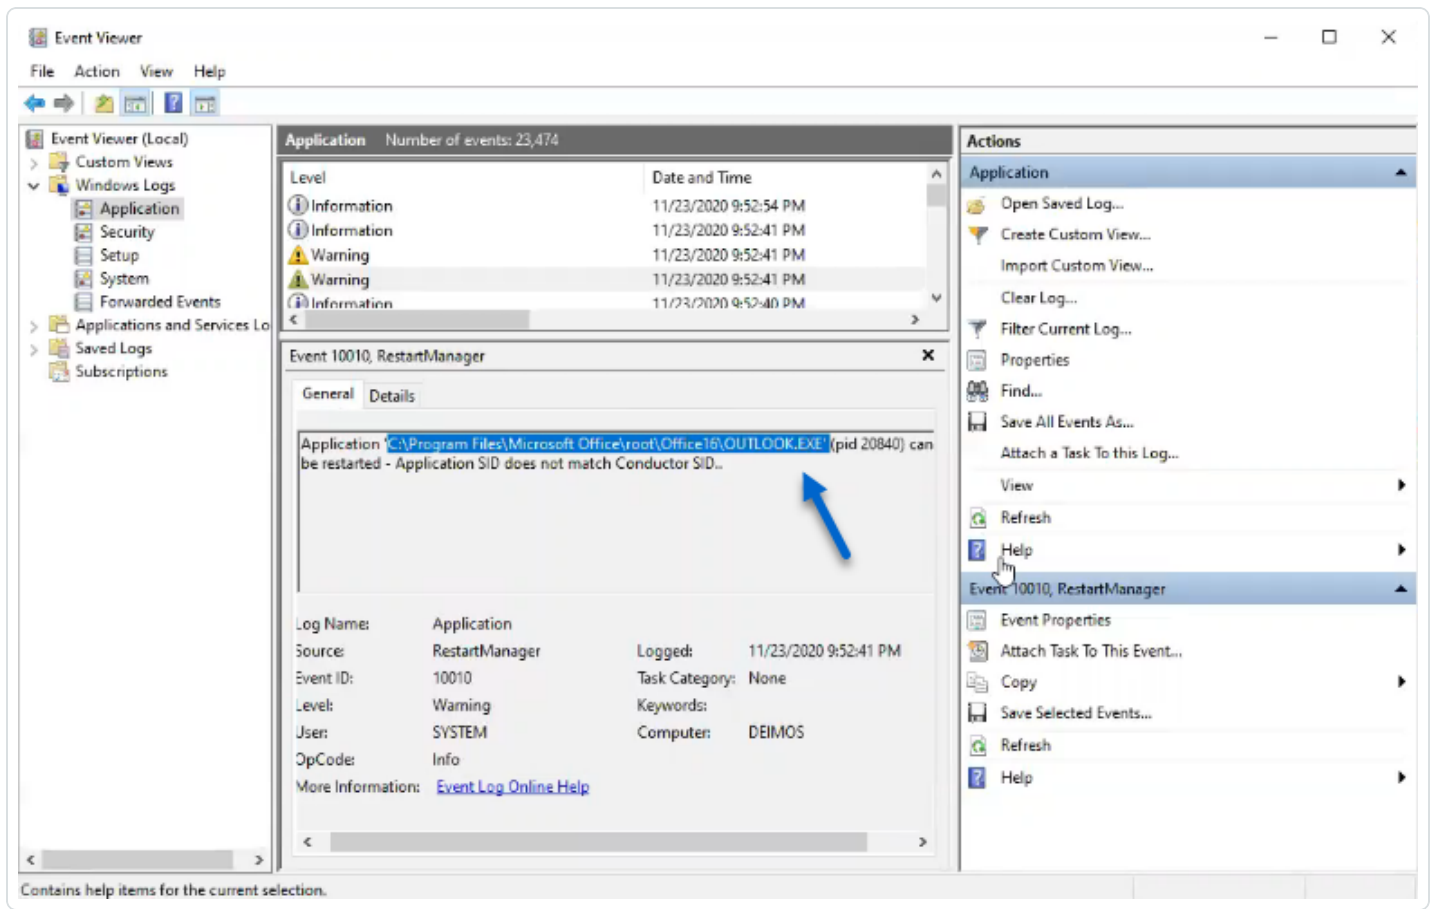 Event Viewer
File Action View Help
Event Viewer (Local)
Custom Views
Windows Logs
Application
Security
Setup
System
Forwarded Events
Applications and Services Lo
Saved Logs
Subscriptions
Application Number of events: 23,474
Level Date and Time
Information 11/23/2020 9:52:54 PM
Information 11/23/2020 9:52:41 PM
Warning 11/23/2020 9:52:41 PM
Warning 11/23/2020 9:52:41 PM
Information 11/23/2020 9:52:40 PM
Event 10010, RestartManager
General Details
Application 'C:\Program Files\Microsoft Office\root\Office16\OUTLOOK.EXE' (pid 20840) can
be restarted - Application SID does not match Conductor SID..
Log Name: Application
Source: RestartManager Logged: 11/23/2020 9:52:41 PM
Event ID: 10010 Task Category: None
Level: Warning Keywords:
User: SYSTEM Computer: DEIMOS
OpCode: Info
More Information: Event Log Online Help
Actions
Application
Open Saved Log...
Create Custom View...
Import Custom View...
Clear Log...
Filter Current Log...
Properties
Find...
Save All Events As...
Attach a Task To this Log...
View
Refresh
Help
Event 10010, RestartManager
Event Properties
Attach Task To This Event...
Copy
Save Selected Events...
Refresh
Help
Contains help items for the current selection.